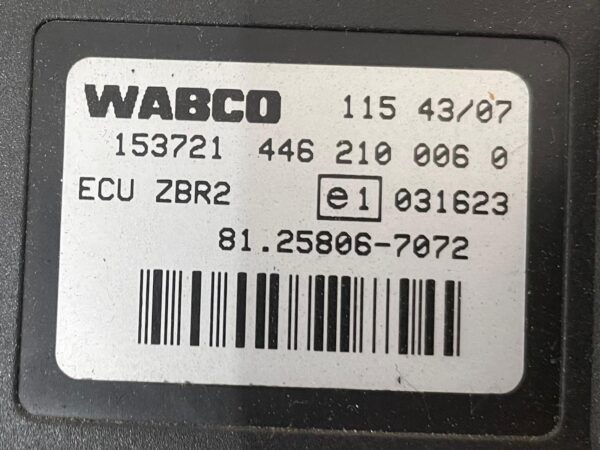 WABCO 115 43/07
153721 446 210 006 0
ECU ZBR2 e1 031623
81.25806-7072